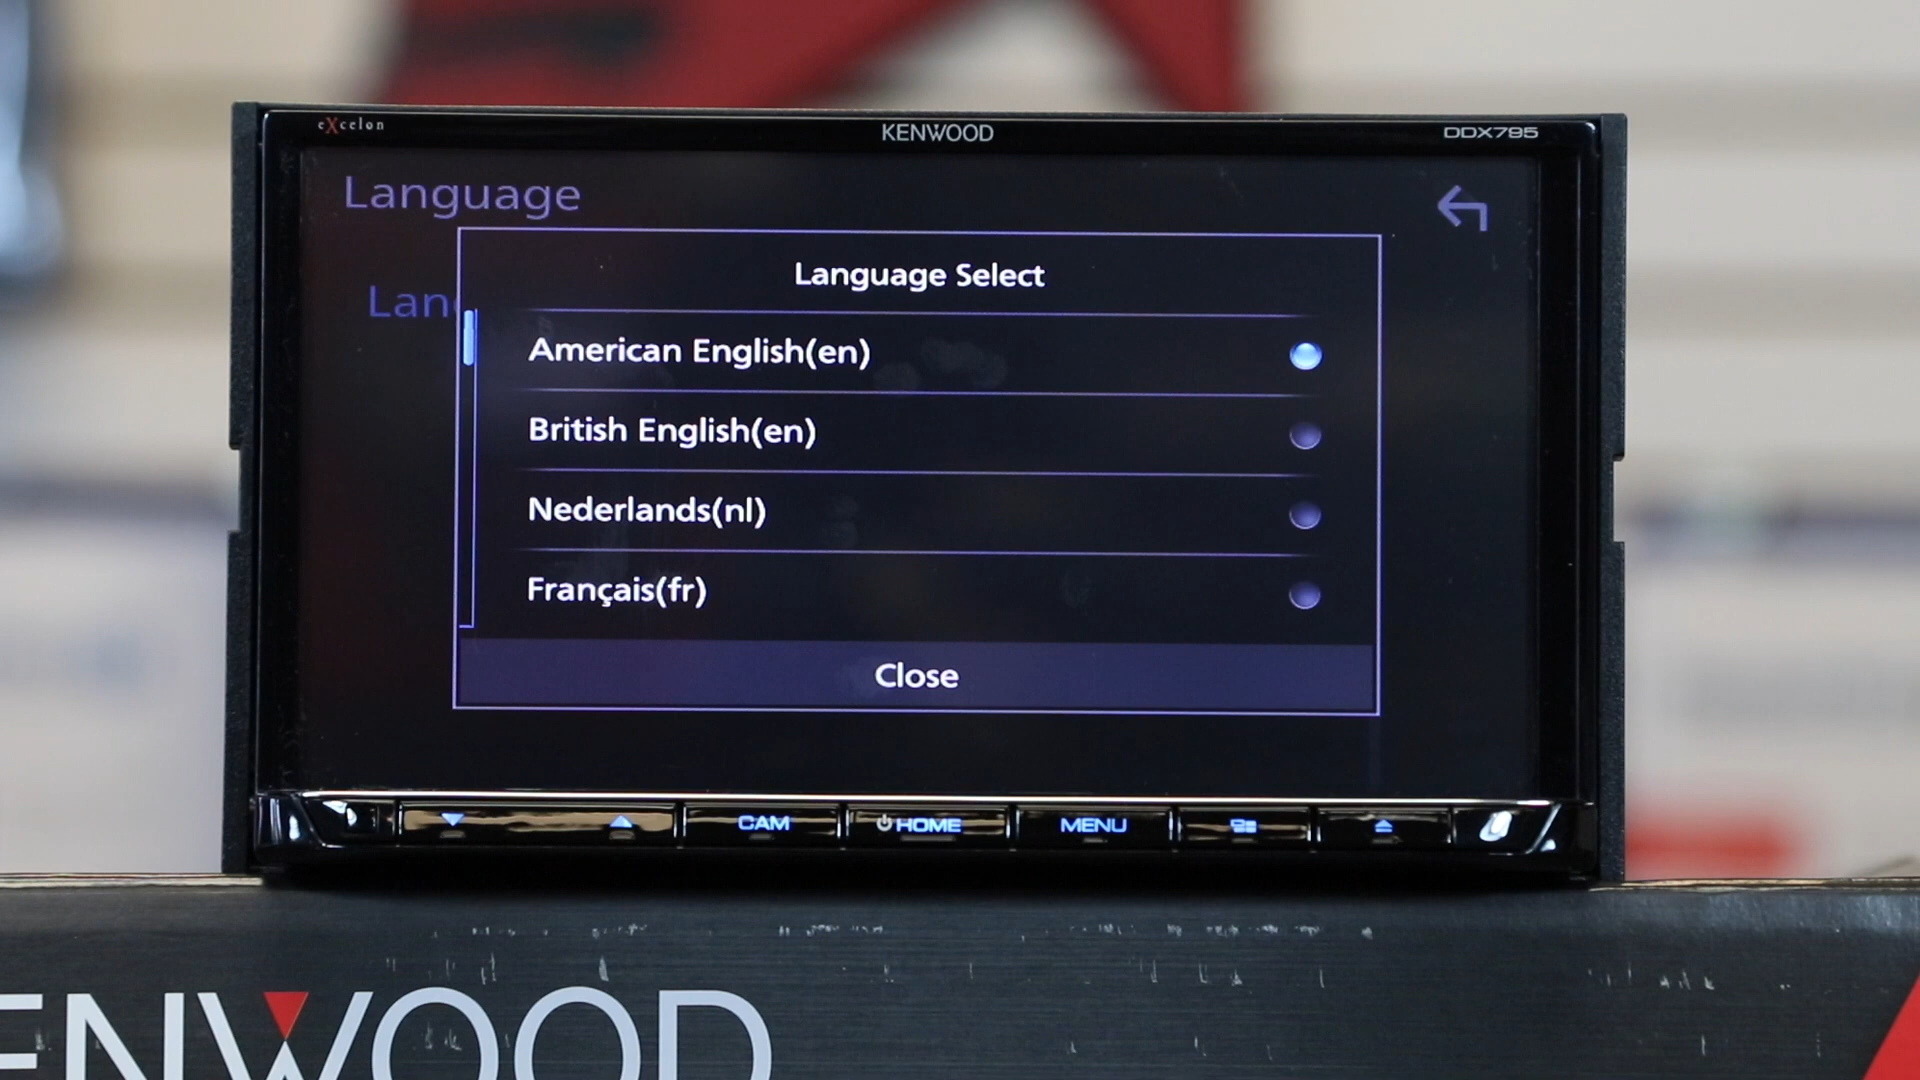 eXcelon
KENWOOD
DDX795
Language
Lang
Language Select
American English(en)
British English(en)
Nederlands(nl)
Français(fr)
Close
CAM
HOME
MENU
ENWOOD